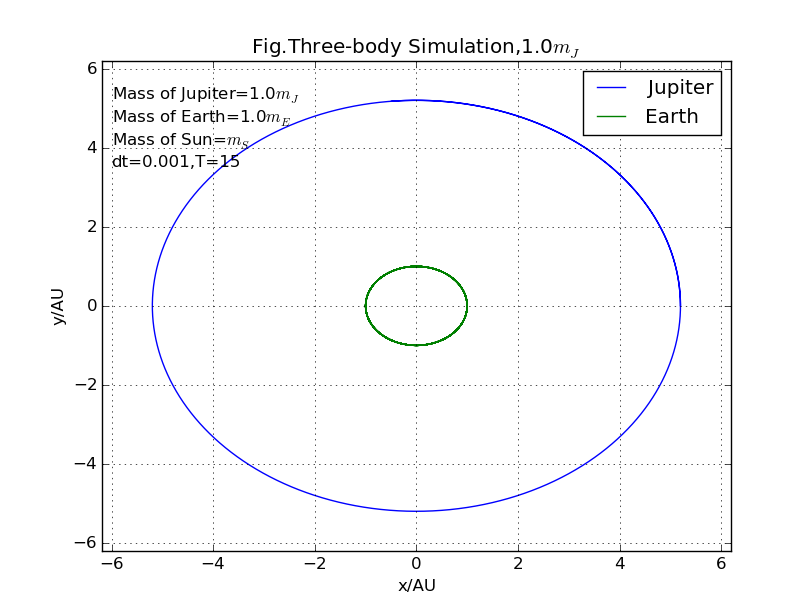 Fig.Three-body Simulation,1.0m_J
Mass of Jupiter=1.0m_J
Mass of Earth=1.0m_E
Mass of Sun=m_S
dt=0.001,T=15
Jupiter
Earth
6
4
2
0
−2
−4
−6
y/AU
−6 −4 −2 0 2 4 6
x/AU